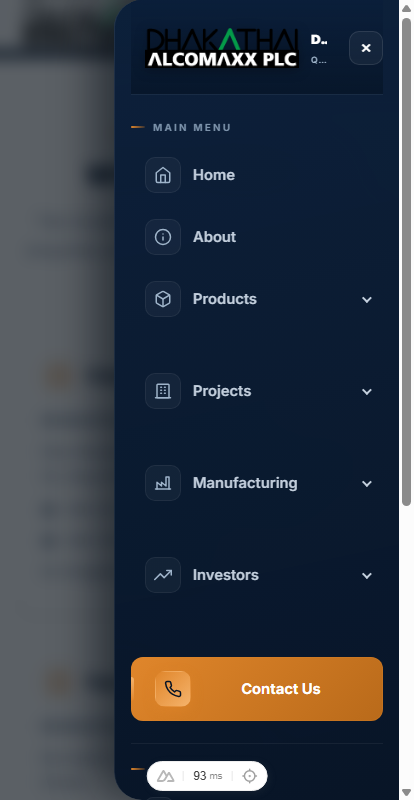 DHAKATHAI
ALCOMAXX PLC
D..
Q...
MAIN MENU
Home
About
Products
Projects
Manufacturing
Investors
Contact Us
93 ms